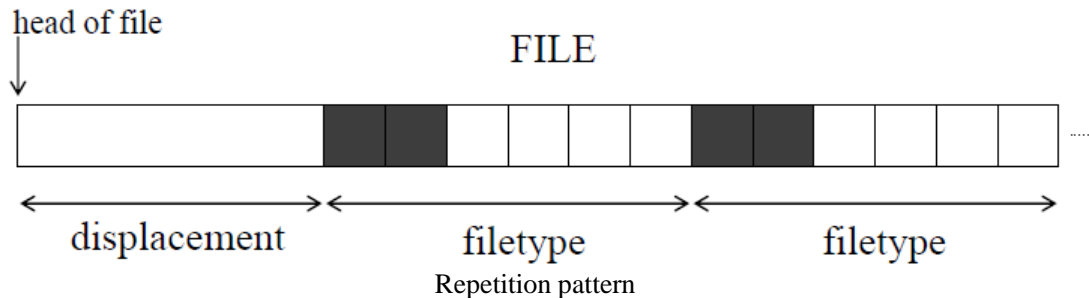 head of file
FILE
.....
displacement
filetype
filetype
Repetition pattern